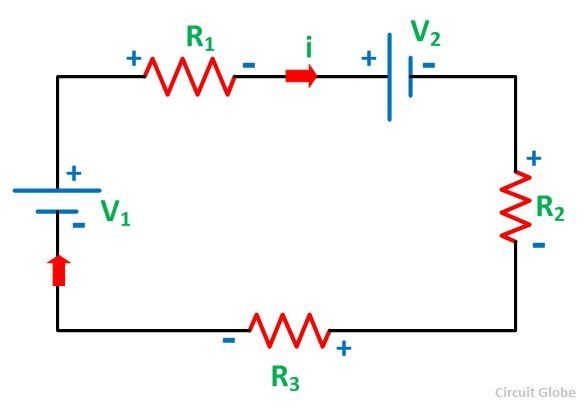 R₁
i
V₂
+ - + -
+
V₁
-
+
R₂
-
- +
R₃
Circuit Globe